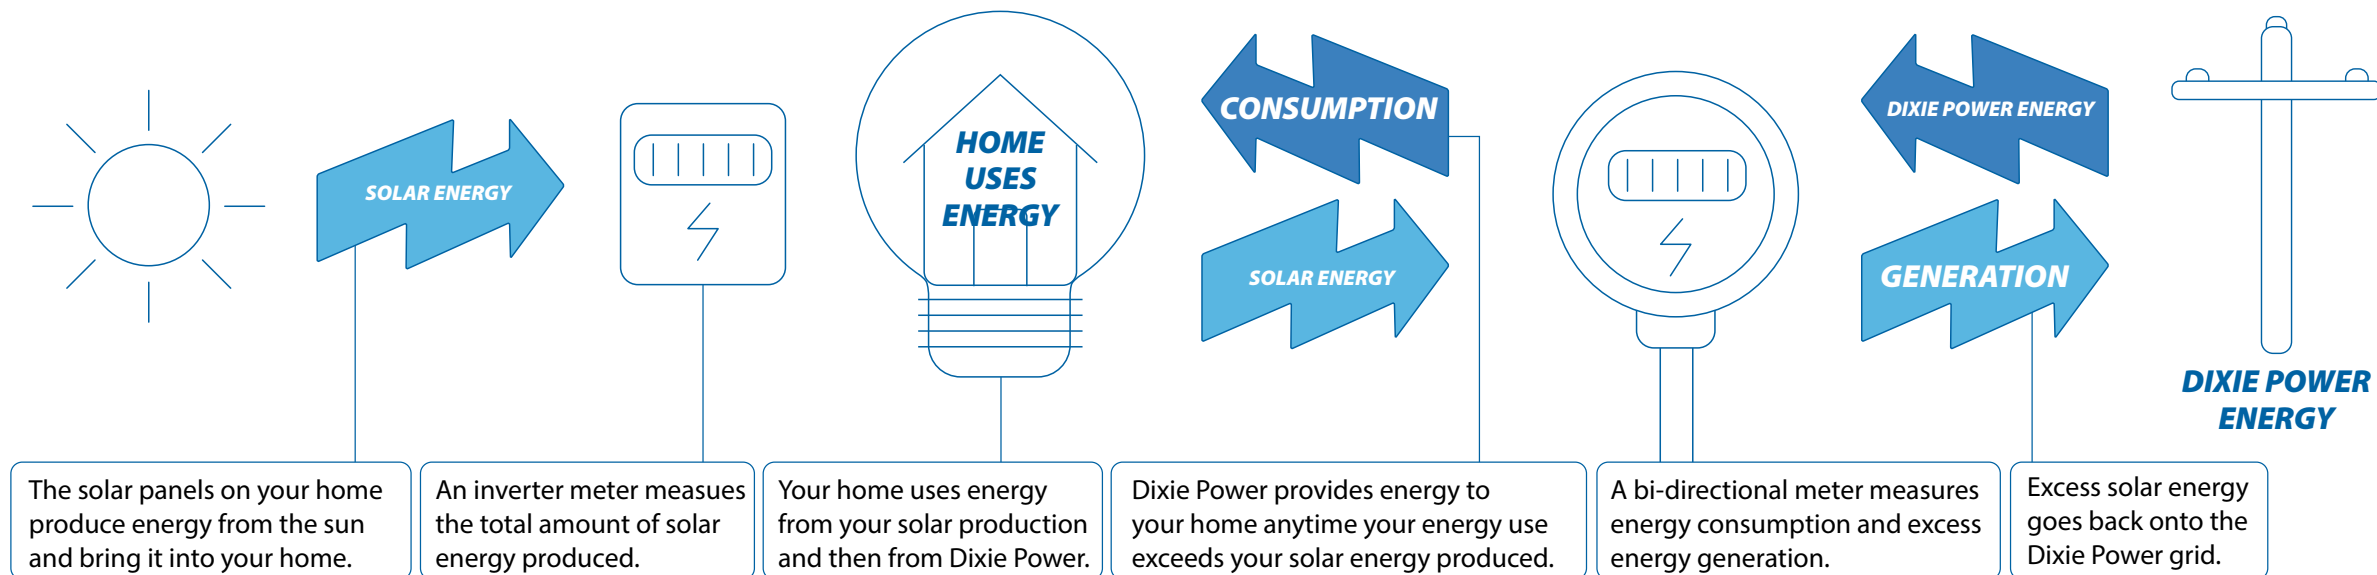 SOLAR ENERGY
HOME
USES
ENERGY
CONSUMPTION
SOLAR ENERGY
DIXIE POWER ENERGY
GENERATION
DIXIE POWER
ENERGY
The solar panels on your home
produce energy from the sun
and bring it into your home.
An inverter meter measues
the total amount of solar
energy produced.
Your home uses energy
from your solar production
and then from Dixie Power.
Dixie Power provides energy to
your home anytime your energy use
exceeds your solar energy produced.
A bi-directional meter measures
energy consumption and excess
energy generation.
Excess solar energy
goes back onto the
Dixie Power grid.